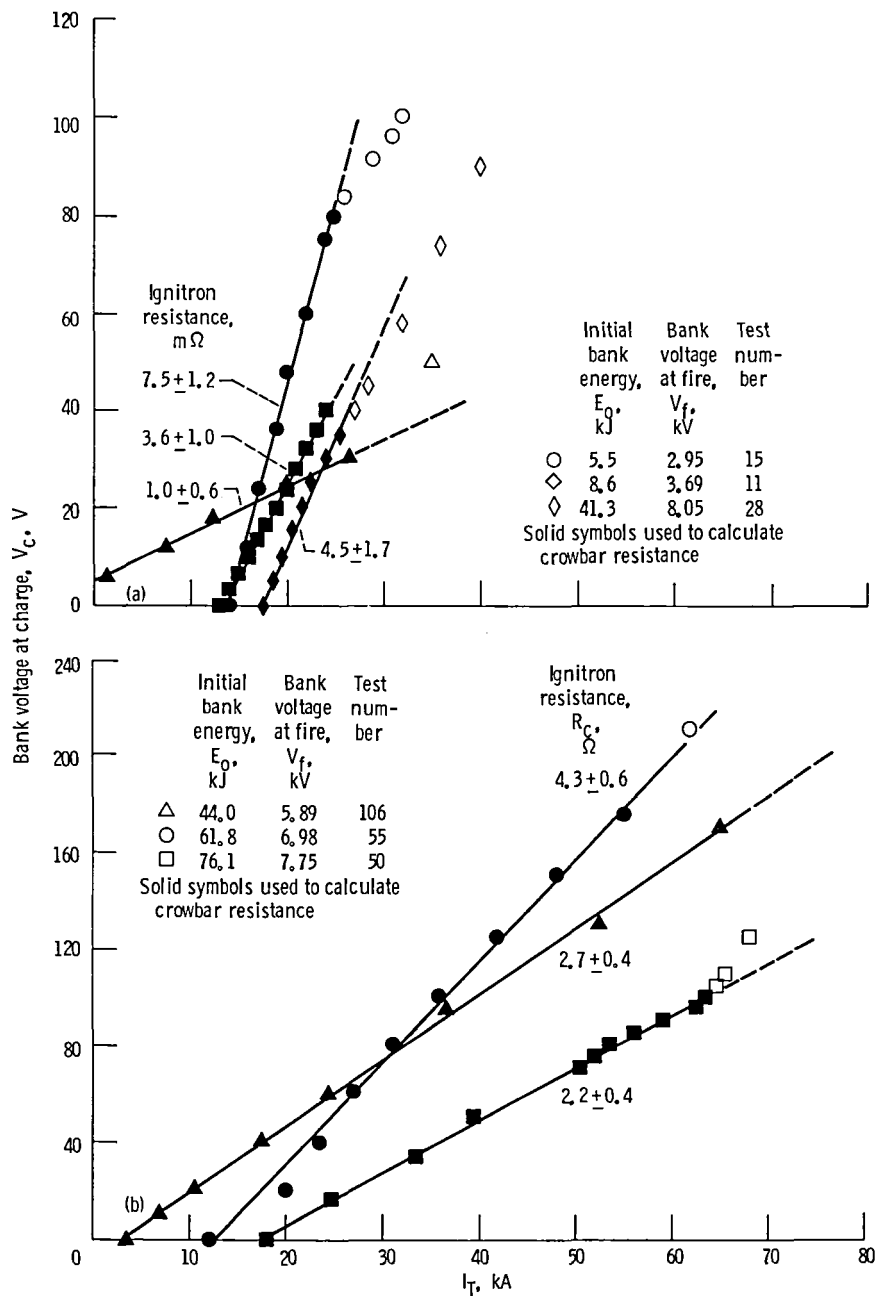 120
100
80
60
40
20
0
Ignitron
resistance,
mΩ
7.5±1.2
3.6±1.0
1.0±0.6
4.5±1.7
(a)
Initial
bank
energy,
E₀,
kJ
Bank
voltage
at fire,
V_f,
kV
Test
num-
ber
5.5 2.95 15
8.6 3.69 11
41.3 8.05 28
Solid symbols used to calculate
crowbar resistance
Bank voltage at charge, V_C, V
240
200
160
120
80
40
0
Initial
bank
energy,
E₀,
kJ
Bank
voltage
at fire,
V_f,
kV
Test
num-
ber
44.0 5.89 106
61.8 6.98 55
76.1 7.75 50
Solid symbols used to calculate
crowbar resistance
Ignitron
resistance,
R_C,
Ω
4.3±0.6
2.7±0.4
2.2±0.4
(b)
10 20 30 40 50 60 70 80
I_T, kA